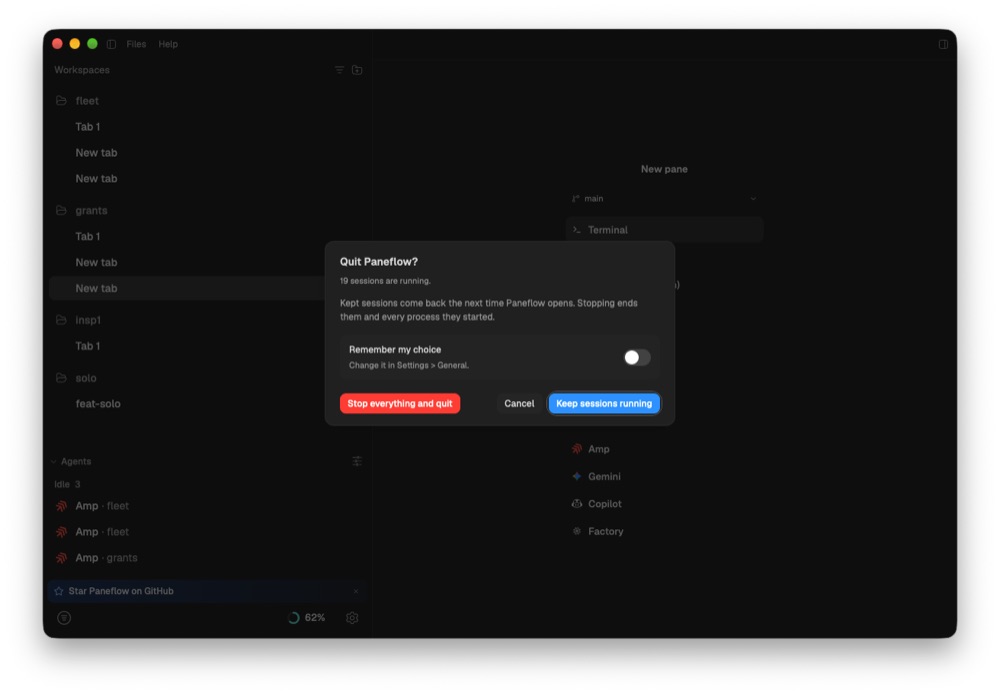 Files Help
Workspaces
fleet
Tab 1
New tab
New tab
grants
Tab 1
New tab
New tab
insp1
Tab 1
solo
feat-solo
Agents
Idle 3
Amp · fleet
Amp · fleet
Amp · grants
Star Paneflow on GitHub
62%
New pane
main
Terminal
Quit Paneflow?
19 sessions are running.
Kept sessions come back the next time Paneflow opens. Stopping ends
them and every process they started.
Remember my choice
Change it in Settings > General.
Stop everything and quit
Cancel
Keep sessions running
Amp
Gemini
Copilot
Factory